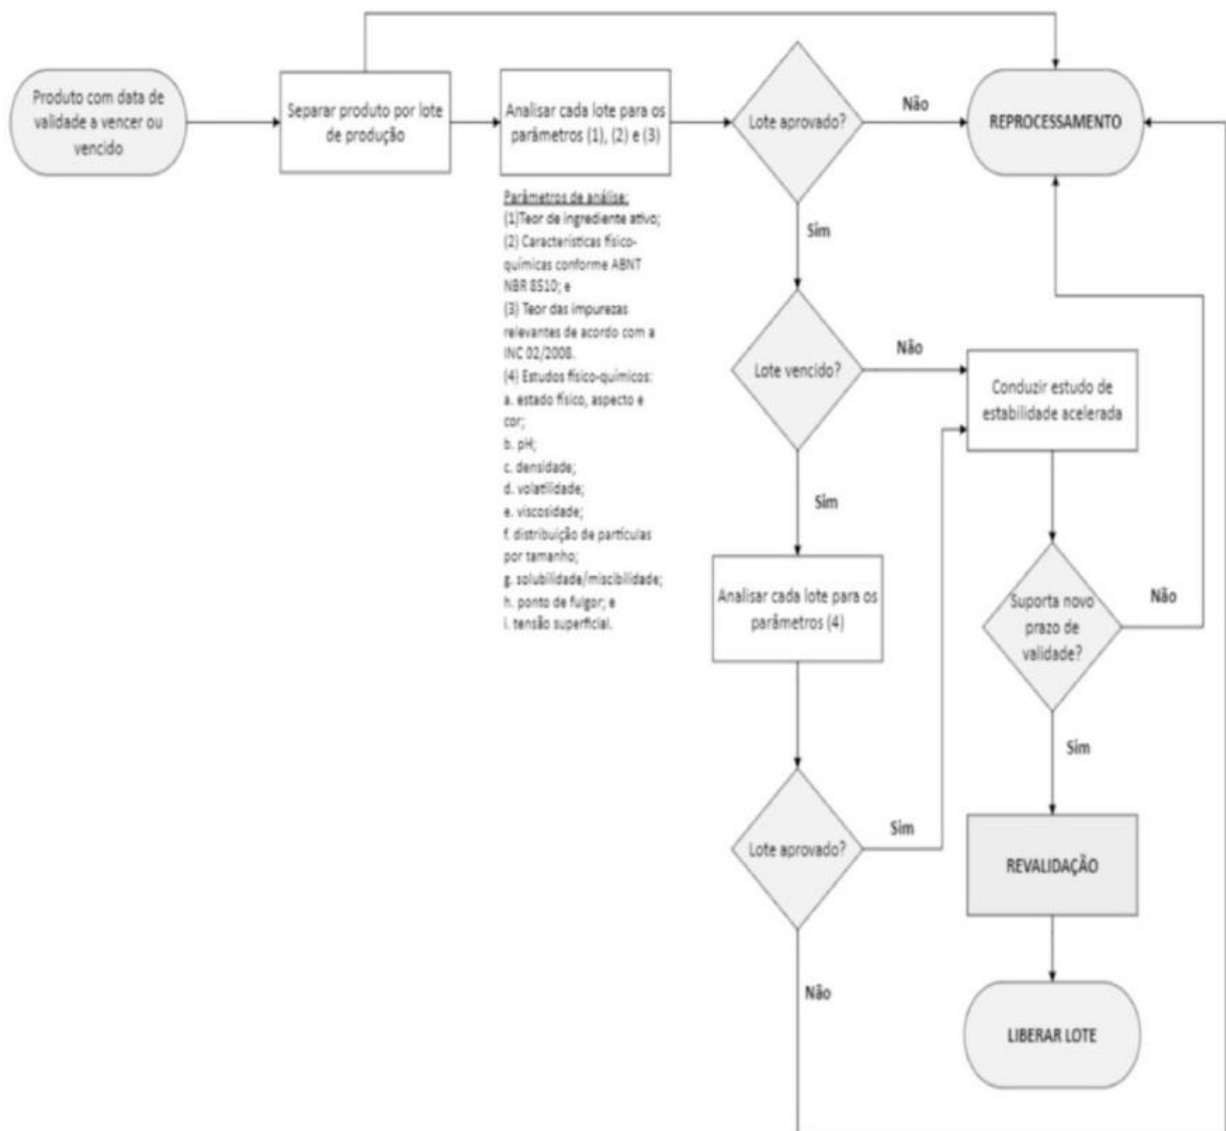 Produto com data de
validade a vencer ou
vencido
Separar produto por lote
de produção
Analisar cada lote para os
parâmetros (1), (2) e (3)
Lote aprovado?
Não
REPROCESSAMENTO
Parâmetros de análise:
(1)Teor de ingrediente ativo;
(2) Características físico-
químicas conforme ABNT
NBR 8510; e
(3) Teor das impurezas
relevantes de acordo com a
INC 02/2008.
(4) Estudos físico-químicos:
a. estado físico, aspecto e
cor;
b. pH;
c. densidade;
d. volatilidade;
e. viscosidade;
f. distribuição de partículas
por tamanho;
g. solubilidade/miscibilidade;
h. ponto de fulgor; e
i. tensão superficial.
Sim
Lote vencido?
Não
Conduzir estudo de
estabilidade acelerada
Sim
Analisar cada lote para os
parâmetros (4)
Suporta novo
prazo de
validade?
Não
Sim
Lote aprovado?
Sim
REVALIDAÇÃO
Não
LIBERAR LOTE